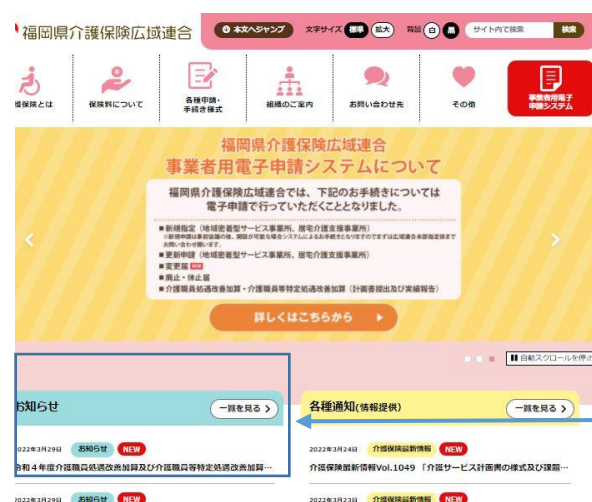 福岡県介護保険広域連合
本文へジャンプ 文字サイズ 標準 拡大 背景 白 黒 サイト内で検索 検索
護保険とは 保険料について 各種申請・手続き様式 組織のご案内 お問い合わせ先 その他 事業者用電子申請システム
福岡県介護保険広域連合
事業者用電子申請システムについて
福岡県介護保険広域連合では、下記のお手続きについては
電子申請で行っていただくこととなりました。
■新規指定（地域密着型サービス事業所、居宅介護支援事業所）
お問い合わせ願います。
■更新申請（地域密着型サービス事業所、居宅介護支援事業所）
■変更届
■廃止・休止届
■介護職員処遇改善加算・介護職員等特定処遇改善加算（計画書提出及び実績報告）
詳しくはこちらから
自動スクロールを停止
お知らせ 一覧を見る
2022年3月29日 お知らせ NEW
令和４年度介護職員処遇改善加算及び介護職員等特定処遇改善加算…
2022年3月29日 お知らせ NEW
各種通知(情報提供) 一覧を見る
2022年3月24日 介護保険最新情報 NEW
介護保険最新情報Vol.1049 「介護サービス計画書の様式及び課題…
2022年3月23日 介護保険最新情報 NEW